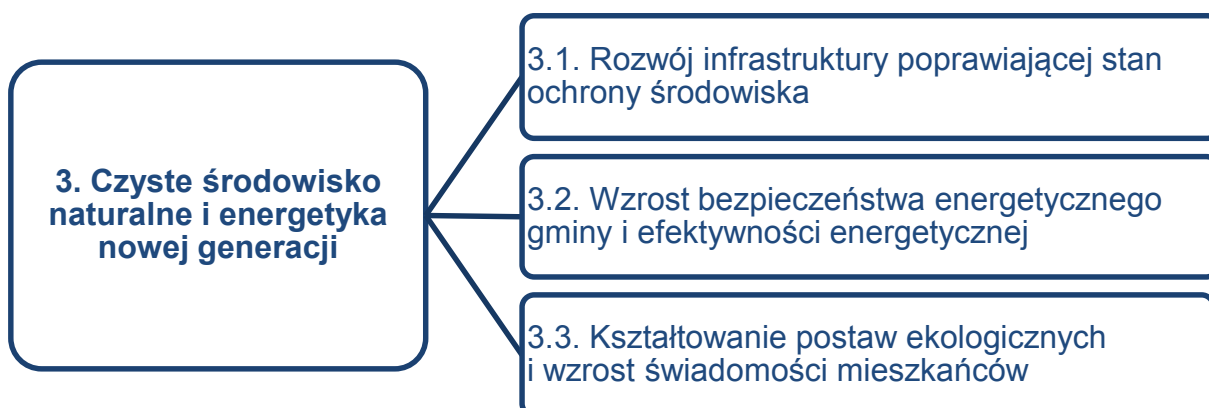 3. Czyste środowisko
naturalne i energetyka
nowej generacji
3.1. Rozwój infrastruktury poprawiającej stan
ochrony środowiska
3.2. Wzrost bezpieczeństwa energetycznego
gminy i efektywności energetycznej
3.3. Kształtowanie postaw ekologicznych
i wzrost świadomości mieszkańców